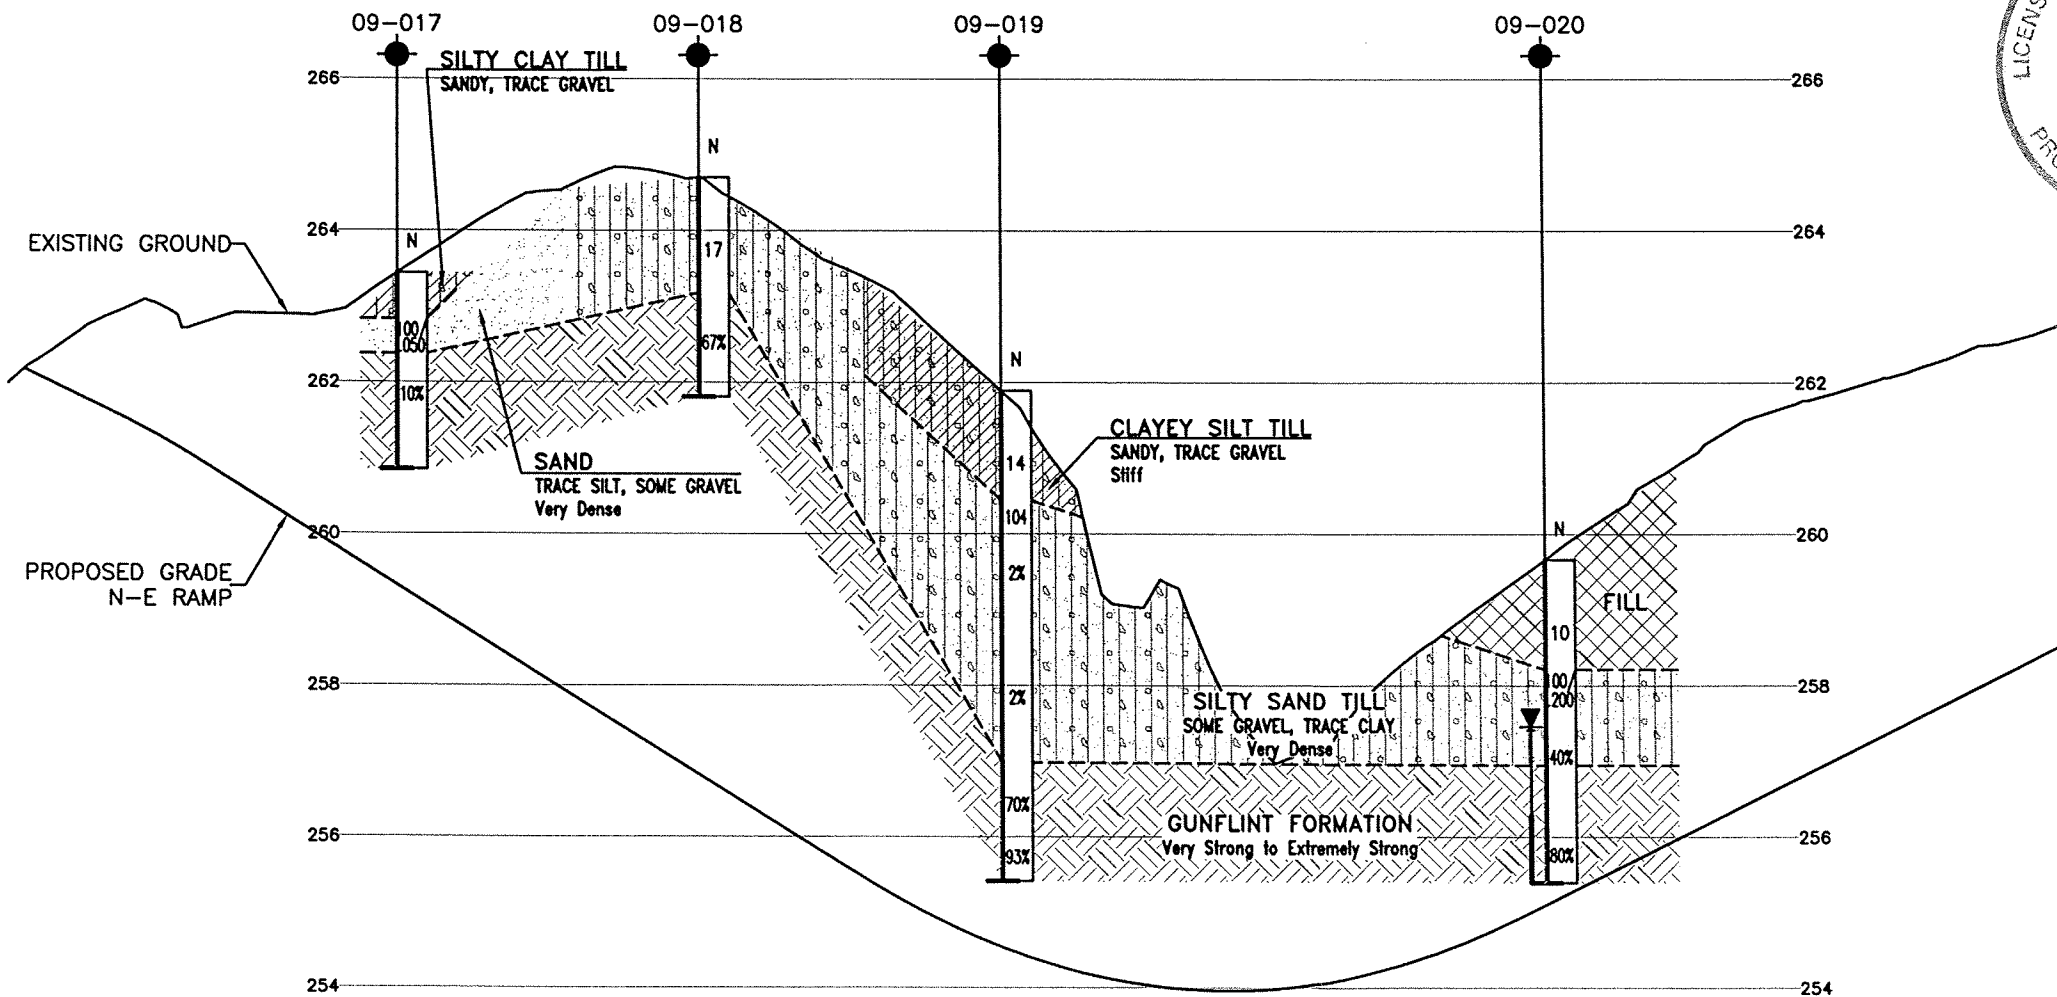 09-017
09-018
09-019
09-020
LICENS
PRO
SILTY CLAY TILL
SANDY, TRACE GRAVEL
266
266
N
EXISTING GROUND
264
264
N
17
100
.050
67%
10%
262
262
N
CLAYEY SILT TILL
SANDY, TRACE GRAVEL
Stiff
14
SAND
TRACE SILT, SOME GRAVEL
Very Dense
104
260
260
N
PROPOSED GRADE
N-E RAMP
2%
FILL
10
258
258
2%
SILTY SAND TILL
SOME GRAVEL, TRACE CLAY
Very Dense
.200
40%
70%
GUNFLINT FORMATION
Very Strong to Extremely Strong
256
256
93%
80%
254
254